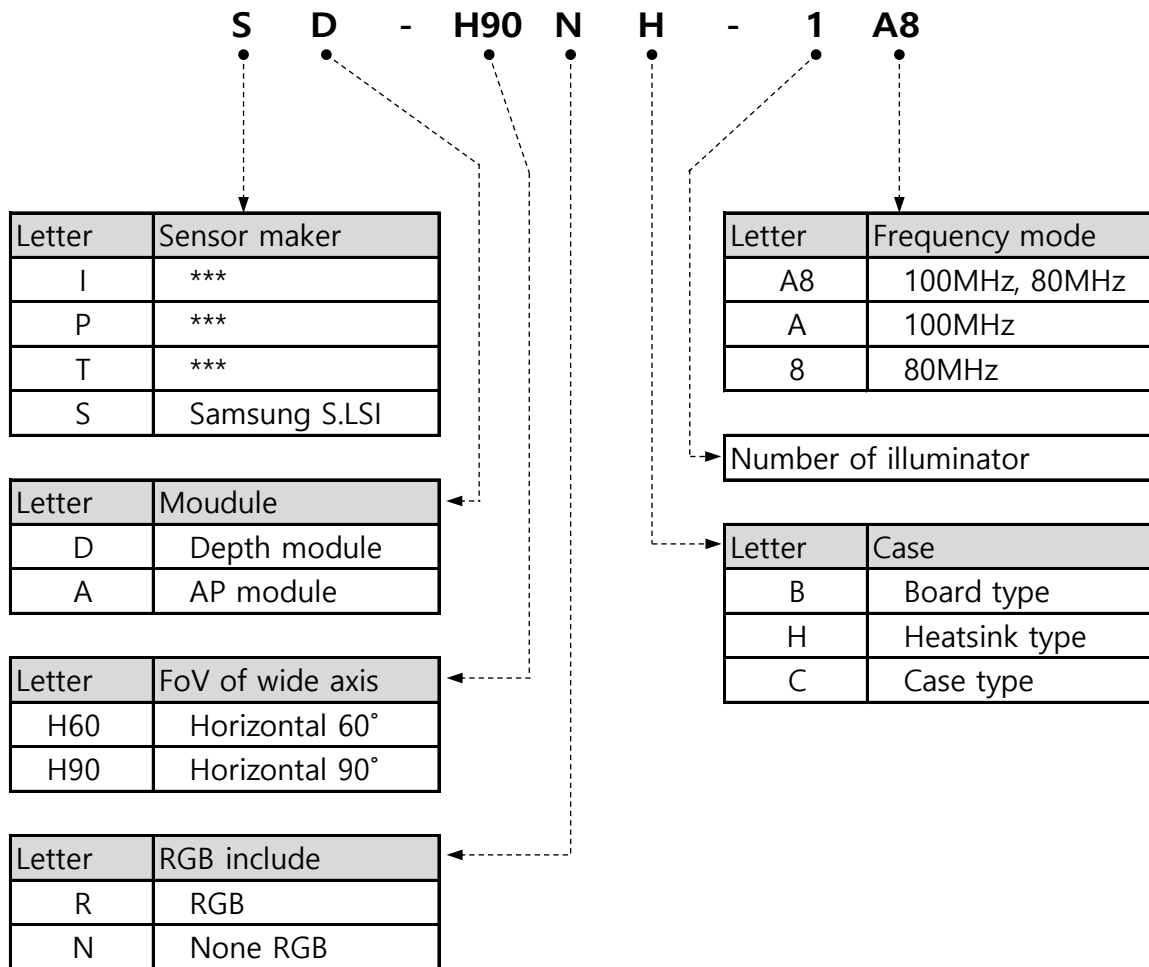 S D - H90 N H - 1 A8
Letter Sensor maker
I ***
P ***
T ***
S Samsung S.LSI
Letter Moudule
D Depth module
A AP module
Letter FoV of wide axis
H60 Horizontal 60˚
H90 Horizontal 90˚
Letter RGB include
R RGB
N None RGB
Letter Frequency mode
A8 100MHz, 80MHz
A 100MHz
8 80MHz
Number of illuminator
Letter Case
B Board type
H Heatsink type
C Case type